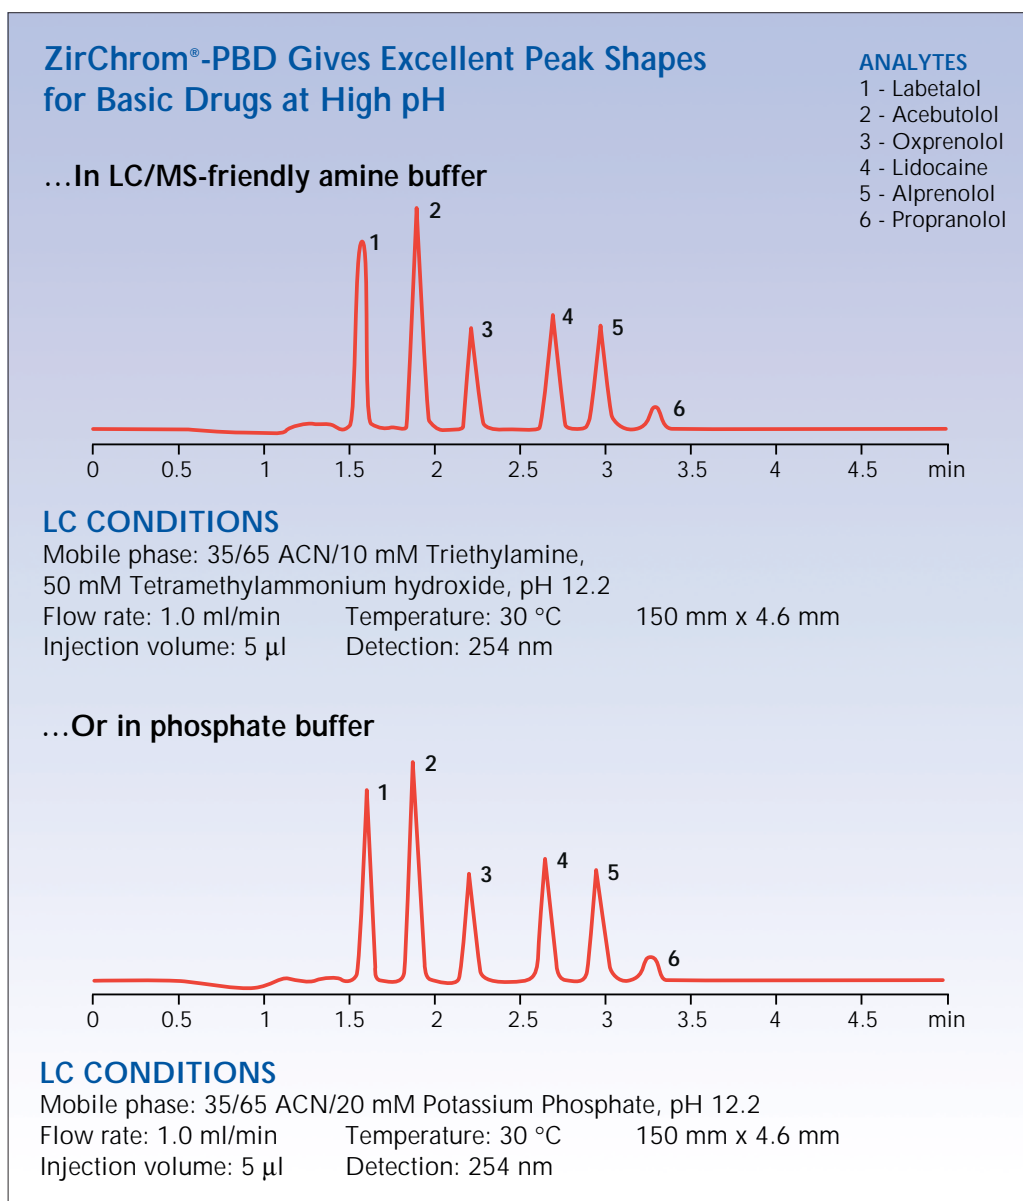 ZirChrom®-PBD Gives Excellent Peak Shapes
for Basic Drugs at High pH
ANALYTES
1 - Labetalol
2 - Acebutolol
3 - Oxprenolol
4 - Lidocaine
5 - Alprenolol
6 - Propranolol
...In LC/MS-friendly amine buffer
1
2
3
4
5
6
0 0.5 1 1.5 2 2.5 3 3.5 4 4.5 min
LC CONDITIONS
Mobile phase: 35/65 ACN/10 mM Triethylamine,
50 mM Tetramethylammonium hydroxide, pH 12.2
Flow rate: 1.0 ml/min Temperature: 30 °C 150 mm x 4.6 mm
Injection volume: 5 µl Detection: 254 nm
...Or in phosphate buffer
1
2
3
4
5
6
0 0.5 1 1.5 2 2.5 3 3.5 4 4.5 min
LC CONDITIONS
Mobile phase: 35/65 ACN/20 mM Potassium Phosphate, pH 12.2
Flow rate: 1.0 ml/min Temperature: 30 °C 150 mm x 4.6 mm
Injection volume: 5 µl Detection: 254 nm